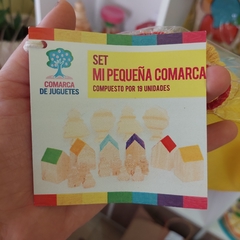 SET
MI PEQUEÑA COMARCA
COMPUESTO POR 19 UNIDADES
COMARCA
DE JUGUETES